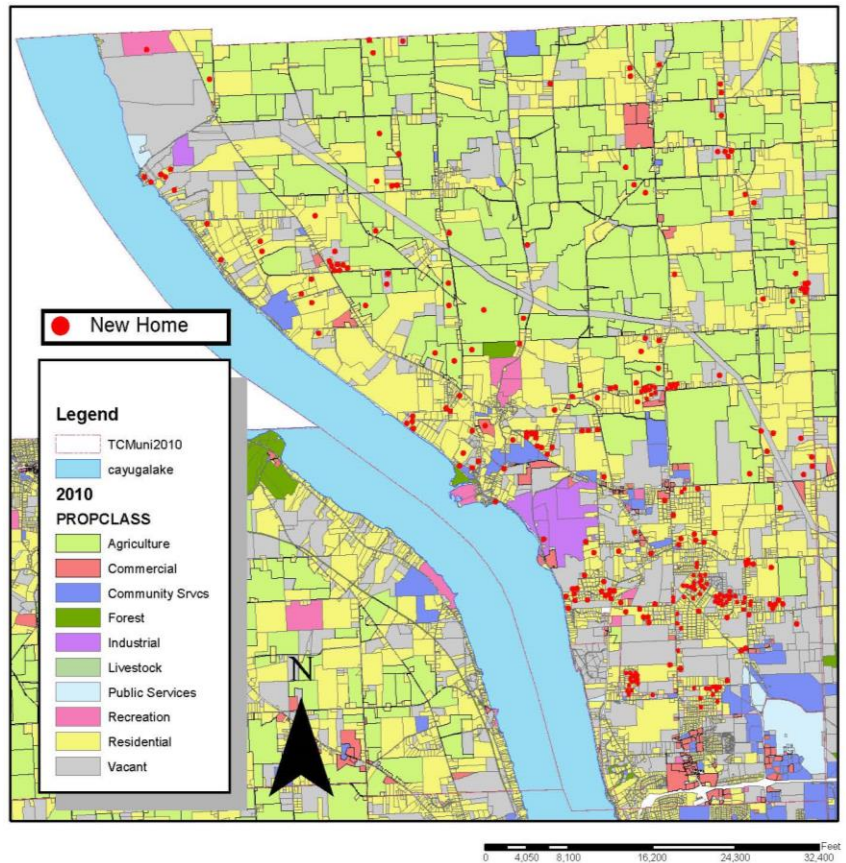 New Home
Legend
TCMuni2010
cayugalake
2010
PROPCLASS
Agriculture
Commercial
Community Srvcs
Forest
Industrial
Livestock
Public Services
Recreation
Residential
Vacant
N
Feet
0 4,050 8,100 16,200 24,300 32,400